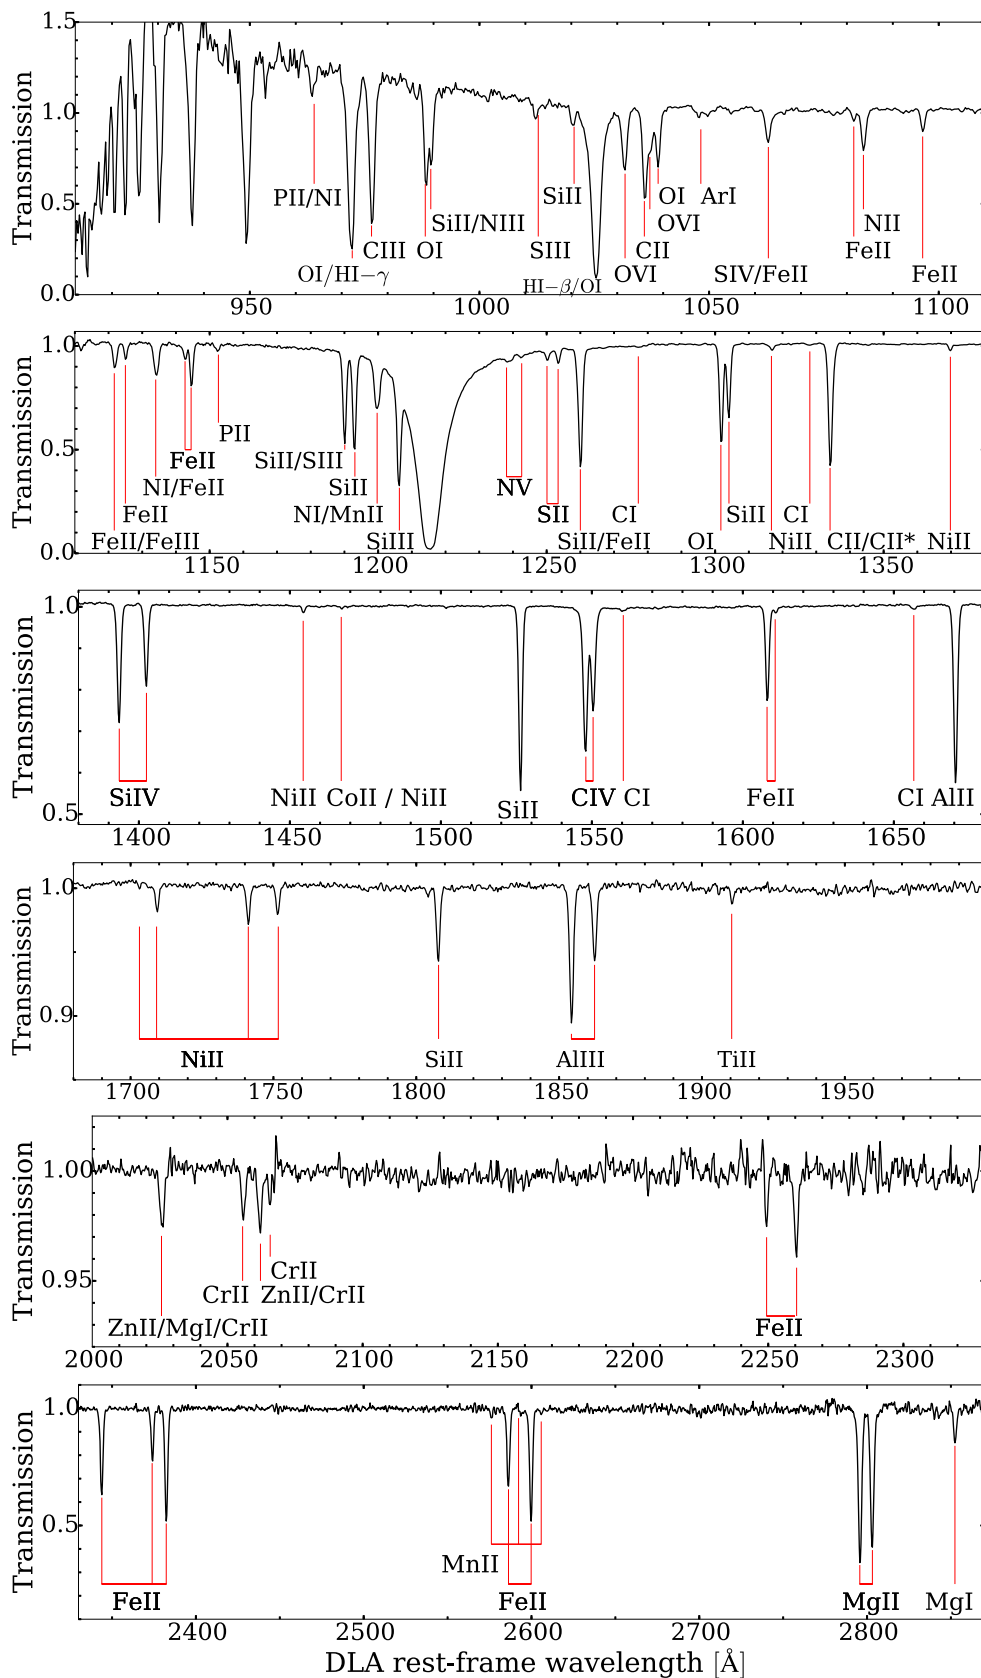 1.5
1.0
0.5
0.0
Transmission
PII/NI
SiII
OI ArI
SiII/NIII
OVI
CIII OI
SIII
CII
NII
FeII
OI/HI−γ
HI−β/OI
OVI
SIV/FeII
FeII
950 1000 1050 1100
1.0
0.5
0.0
Transmission
PII
FeII
SiII/SIII
NI/FeII
SiII
NV
FeII
NI/MnII
SII
CI
SiII
CI
FeII/FeIII
SiIII
SiII/FeII
OI
NiII
CII/CII*
NiII
1150 1200 1250 1300 1350
1.0
0.5
Transmission
SiIV
NiII
CoII / NiII
SiII
CIV
CI
FeII
CI
AlII
1400 1450 1500 1550 1600 1650
1.0
0.9
Transmission
NiII
SiII
AlIII
TiII
1700 1750 1800 1850 1900 1950
1.00
0.95
Transmission
CrII
CrII
ZnII/CrII
ZnII/MgI/CrII
FeII
2000 2050 2100 2150 2200 2250 2300
1.0
0.5
Transmission
MnII
FeII
FeII
MgII
MgI
2400 2500 2600 2700 2800
DLA rest-frame wavelength [Å]